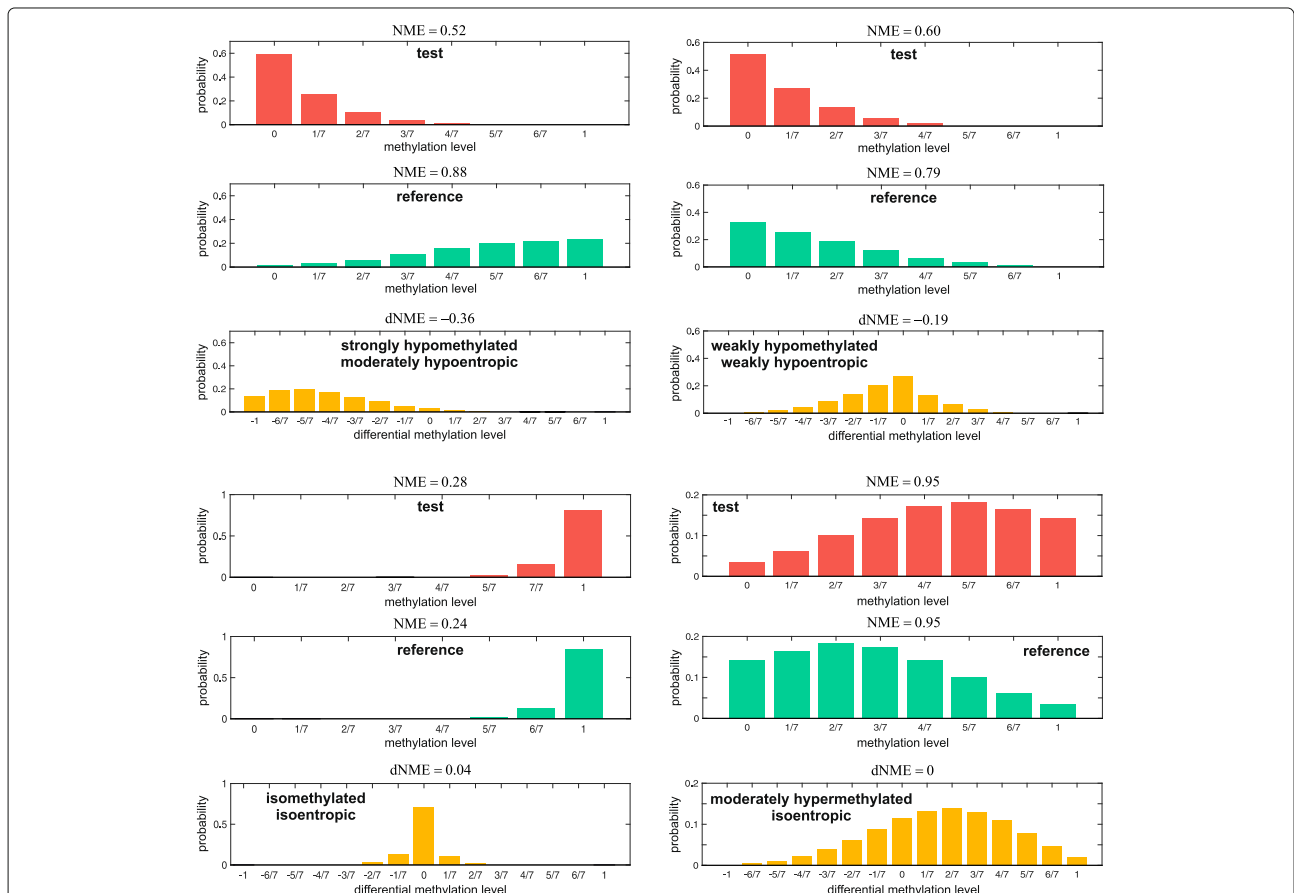 NME = 0.52
test
probability
0.6
0.4
0.2
0
0 1/7 2/7 3/7 4/7 5/7 6/7 1
methylation level
NME = 0.88
reference
probability
0.6
0.4
0.2
0
0 1/7 2/7 3/7 4/7 5/7 6/7 1
methylation level
dNME = −0.36
strongly hypomethylated
moderately hypoentropic
probability
0.6
0.4
0.2
0
-1 -6/7 -5/7 -4/7 -3/7 -2/7 -1/7 0 1/7 2/7 3/7 4/7 5/7 6/7 1
differential methylation level
NME = 0.60
test
probability
0.6
0.4
0.2
0
0 1/7 2/7 3/7 4/7 5/7 6/7 1
methylation level
NME = 0.79
reference
probability
0.6
0.4
0.2
0
0 1/7 2/7 3/7 4/7 5/7 6/7 1
methylation level
dNME = −0.19
weakly hypomethylated
weakly hypoentropic
probability
0.6
0.4
0.2
0
-1 -6/7 -5/7 -4/7 -3/7 -2/7 -1/7 0 1/7 2/7 3/7 4/7 5/7 6/7 1
differential methylation level
NME = 0.28
test
probability
1
0.5
0
0 1/7 2/7 3/7 4/7 5/7 7/7 1
methylation level
NME = 0.24
reference
probability
1
0.5
0
0 1/7 2/7 3/7 4/7 5/7 6/7 1
methylation level
dNME = 0.04
isomethylated
isoentropic
probability
1
0.5
0
-1 -6/7 -5/7 -4/7 -3/7 -2/7 -1/7 0 1/7 2/7 3/7 4/7 5/7 6/7 1
differential methylation level
NME = 0.95
test
probability
0.2
0.1
0
0 1/7 2/7 3/7 4/7 5/7 6/7 1
methylation level
NME = 0.95
reference
probability
0.2
0.1
0
0 1/7 2/7 3/7 4/7 5/7 6/7 1
methylation level
dNME = 0
moderately hypermethylated
isoentropic
probability
0.2
0.1
0
-1 -6/7 -5/7 -4/7 -3/7 -2/7 -1/7 0 1/7 2/7 3/7 4/7 5/7 6/7 1
differential methylation level